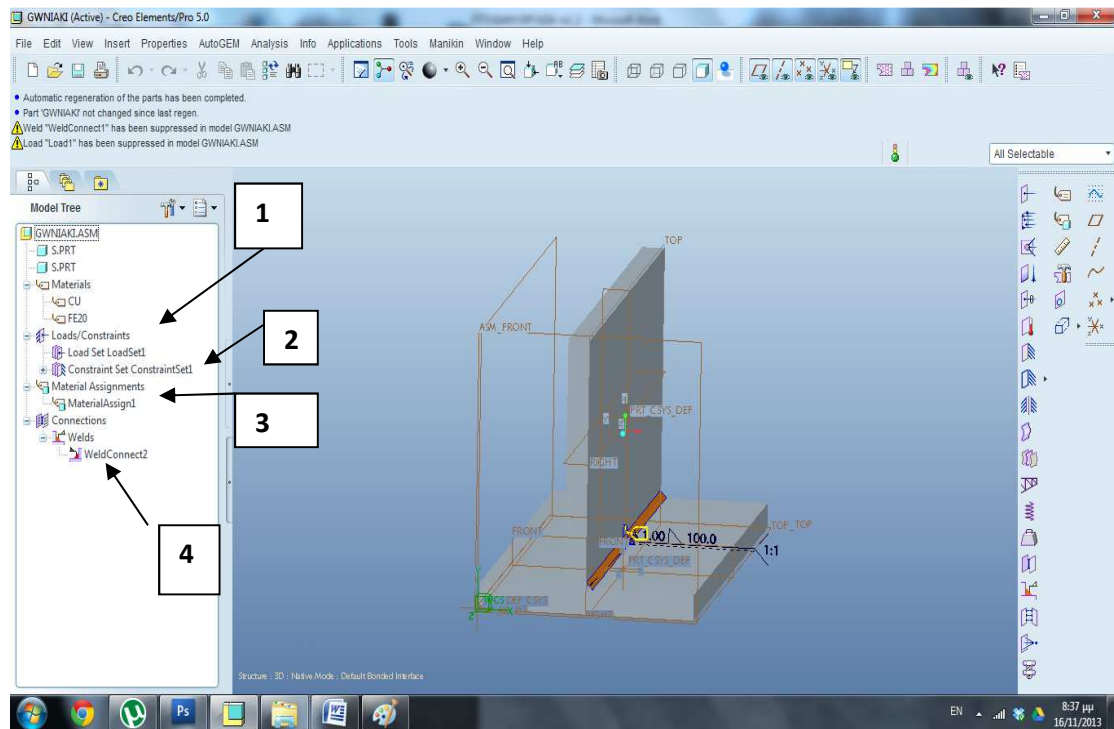 GWNIAKI (Active) - Creo Elements/Pro 5.0
File Edit View Insert Properties AutoGEM Analysis Info Applications Tools Manikin Window Help
Automatic regeneration of the parts has been completed.
Part 'GWNIAKI' not changed since last regen.
Weld "WeldConnect1" has been suppressed in model GWNIAKI.ASM
Load "Load1" has been suppressed in model GWNIAKI.ASM
All Selectable
Model Tree
GWNIAKI.ASM
S.PRT
S.PRT
Materials
CU
FE20
Loads/Constraints
Load Set LoadSet1
Constraint Set ConstraintSet1
Material Assignments
MaterialAssign1
Connections
Welds
WeldConnect2
1
2
3
4
TOP
ASM_FRONT
PRT_CSYS_DEF
RIGHT
FRONT
FRONT
1.00 100.0
1:1
TOP_TOP
PRT_CSYS_DEF
WCS
DEF_CSYS
RIGHT
Y
X
Z
Structure : 3D : Native Mode : Default Bonded Interface
Ps
EN
8:37 μμ
16/11/2013